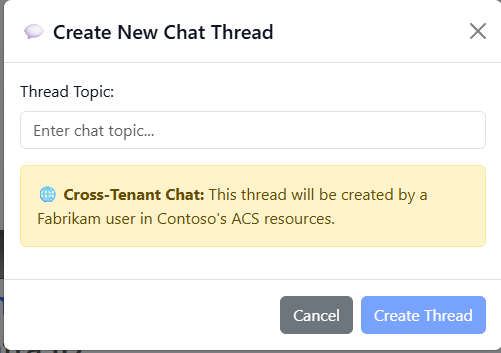 💬 Create New Chat Thread
Thread Topic:
Enter chat topic...
🌐 Cross-Tenant Chat: This thread will be created by a
Fabrikam user in Contoso's ACS resources.
Cancel
Create Thread